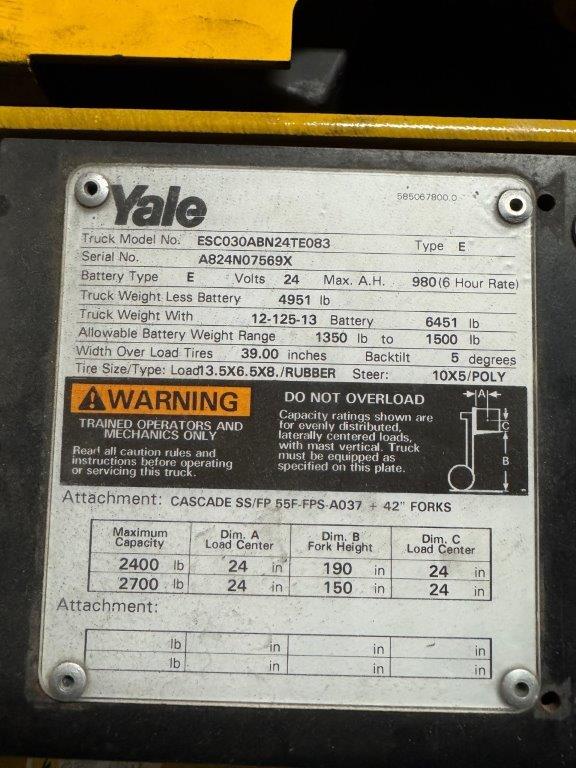 Yale
585067800.0
Truck Model No. ESC030ABN24TE083 Type E
Serial No. A824N07569X
Battery Type E Volts 24 Max. A.H. 980(6 Hour Rate)
Truck Weight Less Battery 4951 lb
Truck Weight With 12-125-13 Battery 6451 lb
Allowable Battery Weight Range 1350 lb to 1500 lb
Width Over Load Tires 39.00 inches Backtilt 5 degrees
Tire Size/Type: Load13.5X6.5X8./RUBBER Steer: 10X5/POLY
WARNING
TRAINED OPERATORS AND
MECHANICS ONLY
Read all caution rules and
instructions before operating
or servicing this truck.
DO NOT OVERLOAD
Capacity ratings shown are
for evenly distributed,
laterally centered loads,
with mast vertical. Truck
must be equipped as
specified on this plate.
A
C
B
Attachment: CASCADE SS/FP 55F-FPS-A037 + 42" FORKS
Maximum Capacity Dim. A Load Center Dim. B Fork Height Dim. C Load Center
2400 lb 24 in 190 in 24 in
2700 lb 24 in 150 in 24 in
Attachment:
lb in in in
lb in in in